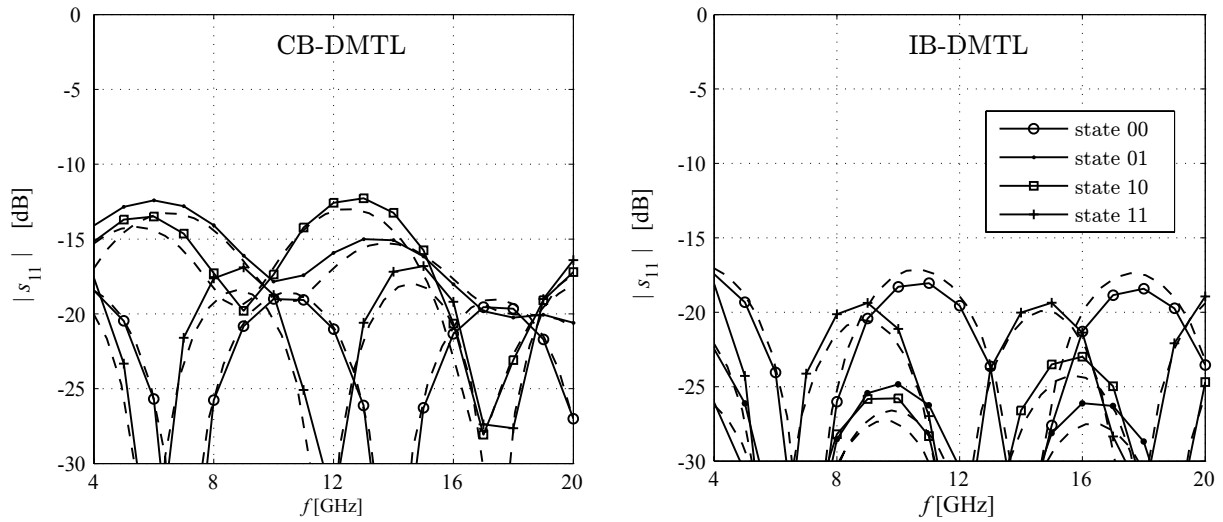 CB-DMTL
0
-5
-10
-15
-20
-25
-30
4
8
12
16
20
f [GHz]
| s11 | [dB]
IB-DMTL
state 00
state 01
state 10
state 11
0
-5
-10
-15
-20
-25
-30
4
8
12
16
20
f [GHz]
| s11 | [dB]